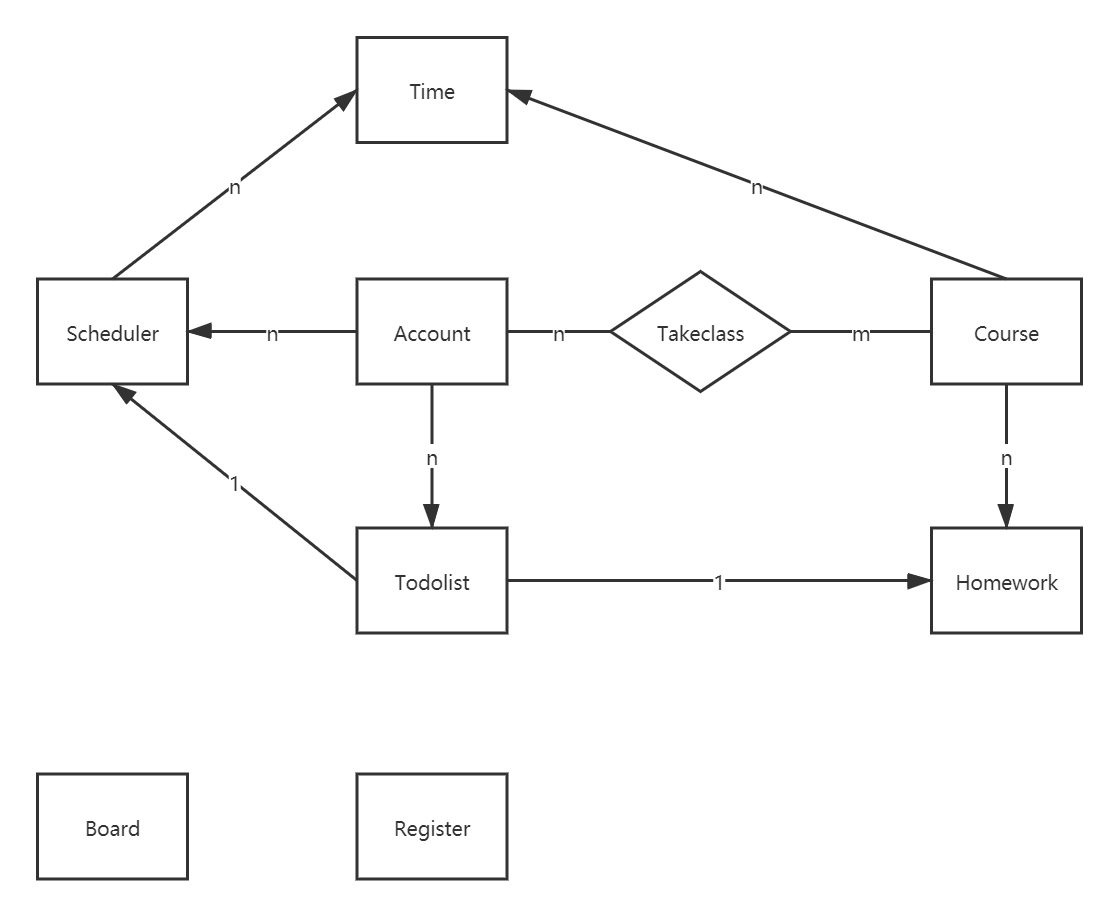 Time
n
n
Scheduler
n
Account
n
Takeclass
m
Course
n
n
1
Todolist
1
Homework
Board
Register